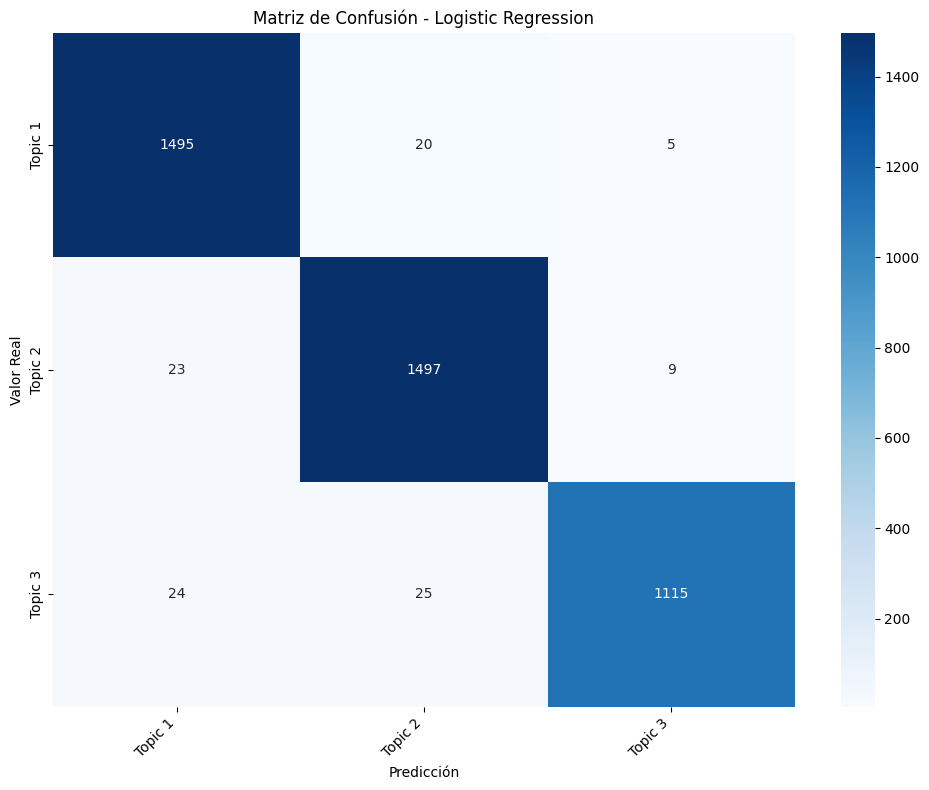 Matriz de Confusión - Logistic Regression
Valor Real
Topic 1
1495
20
5
Topic 2
23
1497
9
Topic 3
24
25
1115
Topic 1
Topic 2
Topic 3
Predicción
1400
1200
1000
800
600
400
200